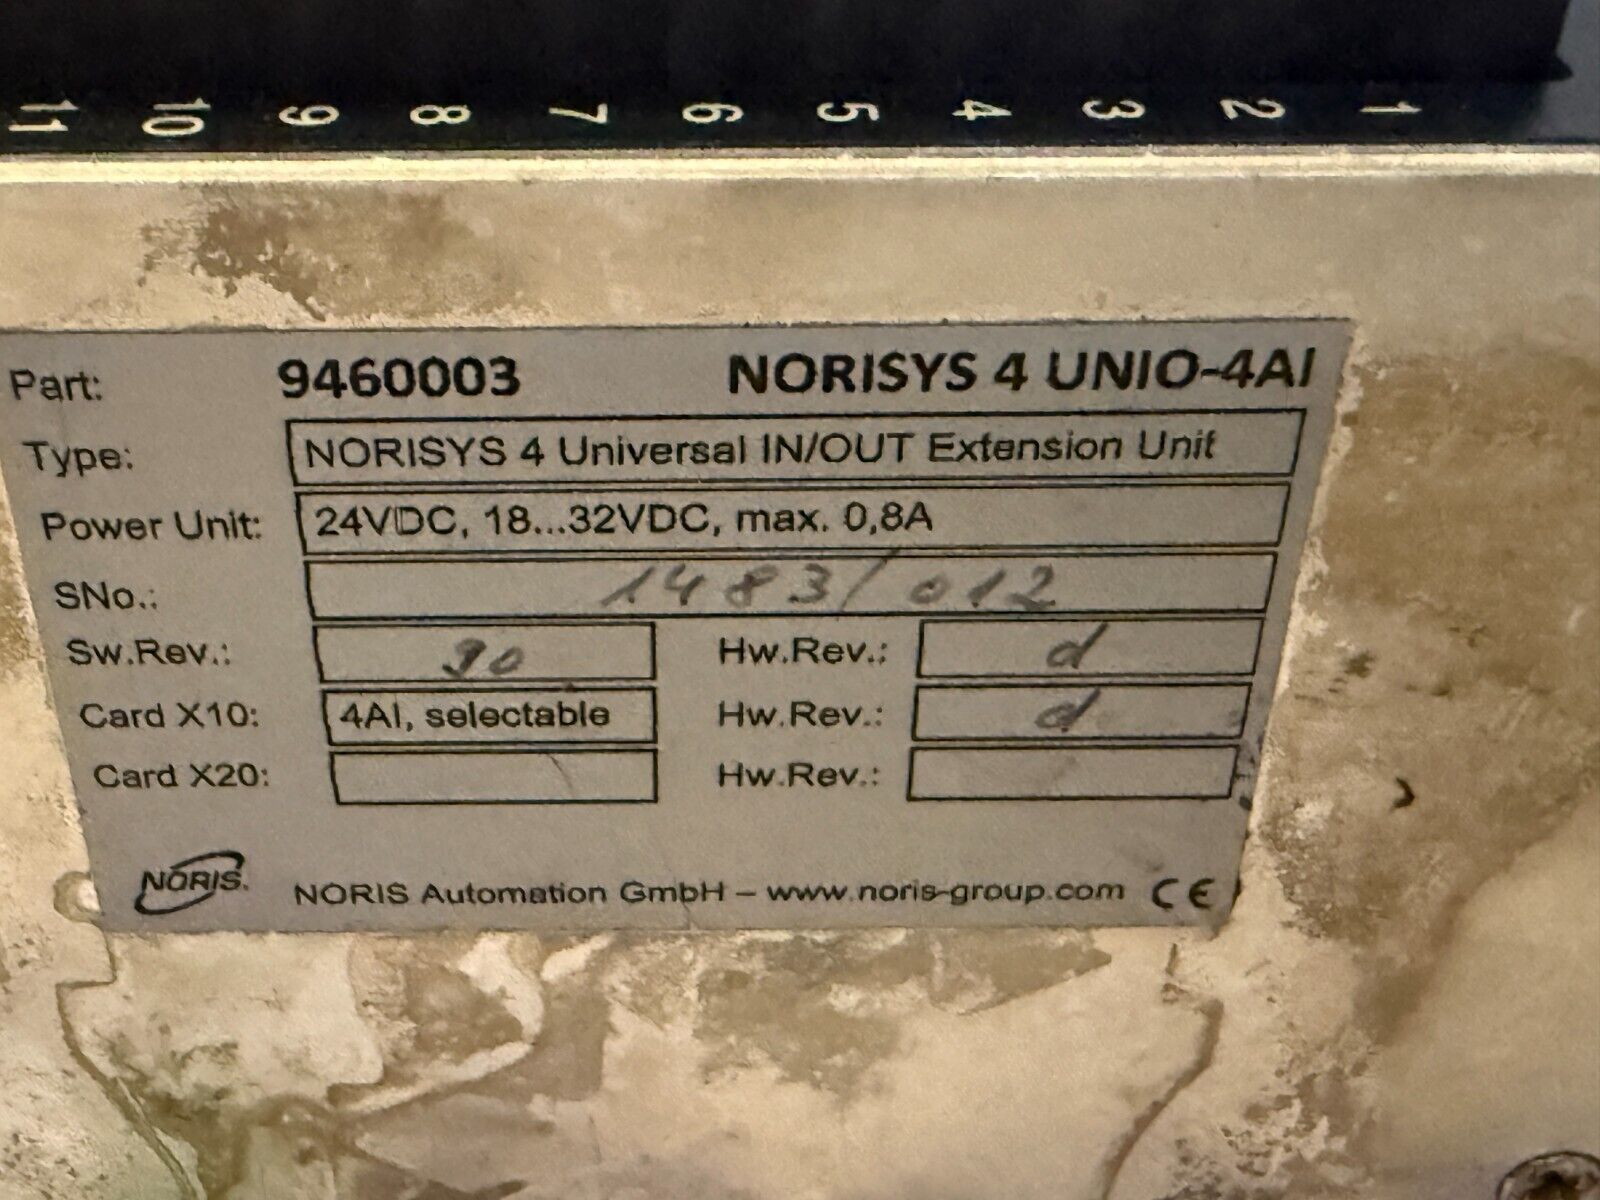 11 10 9 8 7 6 5 4 3 2 1
Part: 9460003 NORISYS 4 UNIO-4AI
Type: NORISYS 4 Universal IN/OUT Extension Unit
Power Unit: 24VDC, 18...32VDC, max. 0,8A
SNo.: 1483/012
Sw.Rev.: 90 Hw.Rev.: d
Card X10: 4AI, selectable Hw.Rev.: d
Card X20: Hw.Rev.:
NORIS NORIS Automation GmbH – www.noris-group.com CE